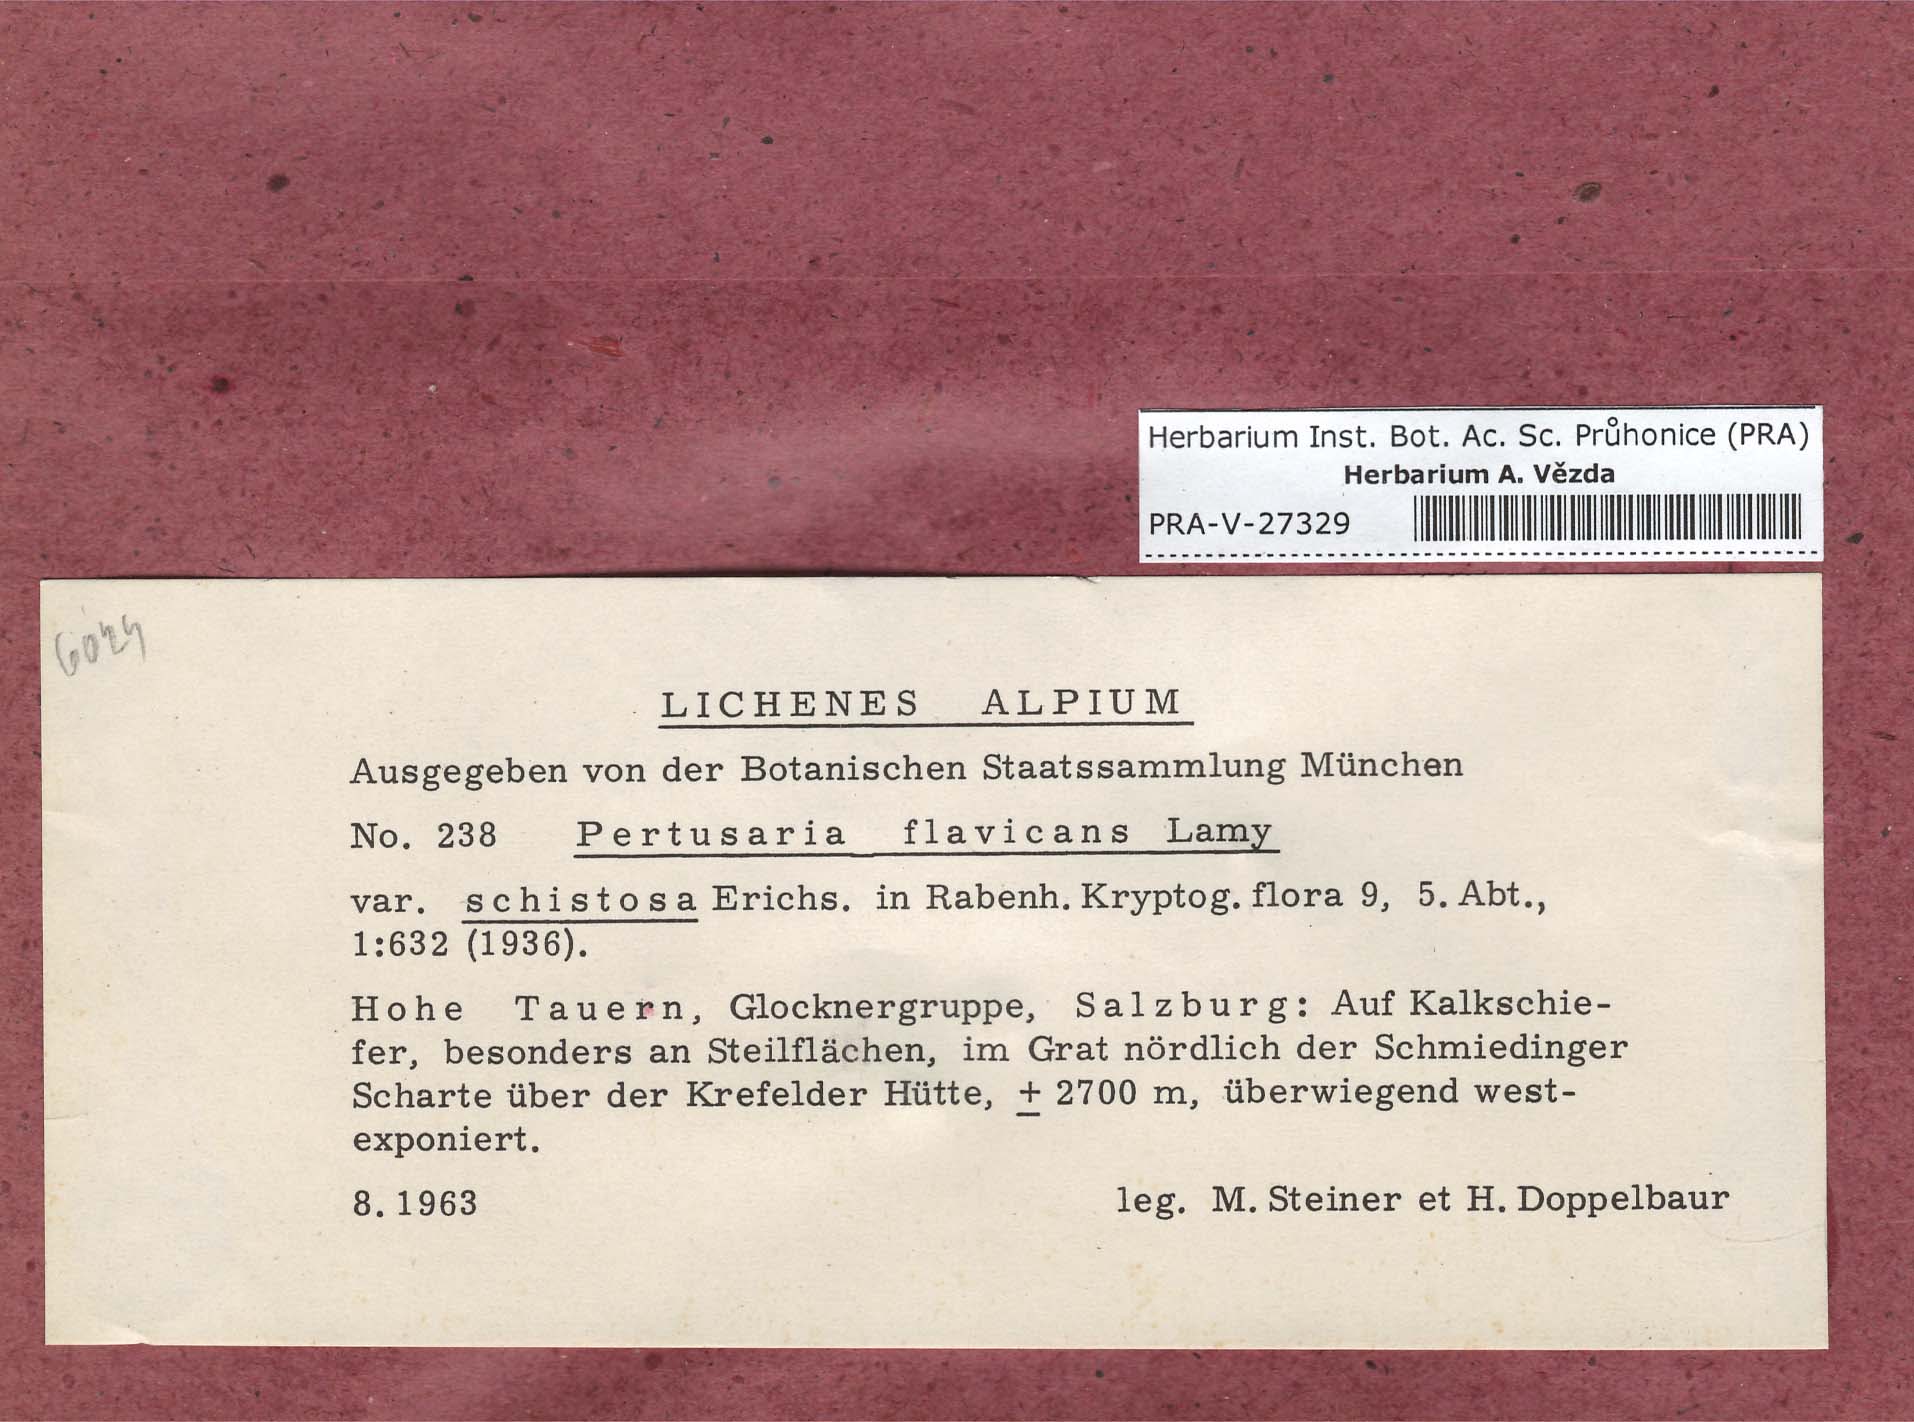 Herbarium Inst. Bot. Ac. Sc. Průhonice (PRA)
Herbarium A. Vězda
PRA-V-27329
LICHENES ALPIUM
Ausgegeben von der Botanischen Staatssammlung München
No. 238 Pertusaria flavicans Lamy
var. schistosa Erichs. in Rabenh. Kryptog. flora 9, 5. Abt.,
1:632 (1936).
Hohe Tauern, Glocknergruppe, Salzburg: Auf Kalkschie-
fer, besonders an Steilflächen, im Grat nördlich der Schmiedinger
Scharte über der Krefelder Hütte, ± 2700 m, überwiegend west-
exponiert.
8. 1963 leg. M. Steiner et H. Doppelbaur